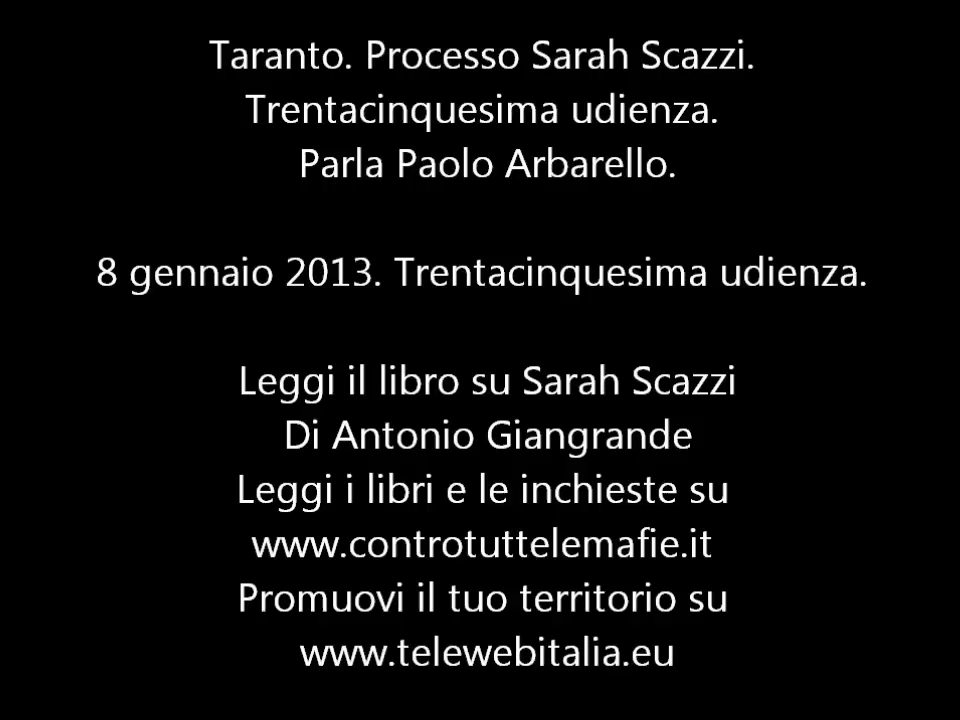 Taranto. Processo Sarah Scazzi.
Trentacinquesima udienza.
Parla Paolo Arbarello.
8 gennaio 2013. Trentacinquesima udienza.
Leggi il libro su Sarah Scazzi
Di Antonio Giangrande
Leggi i libri e le inchieste su
www.controtuttelemafie.it
Promuovi il tuo territorio su
www.telewebitalia.eu